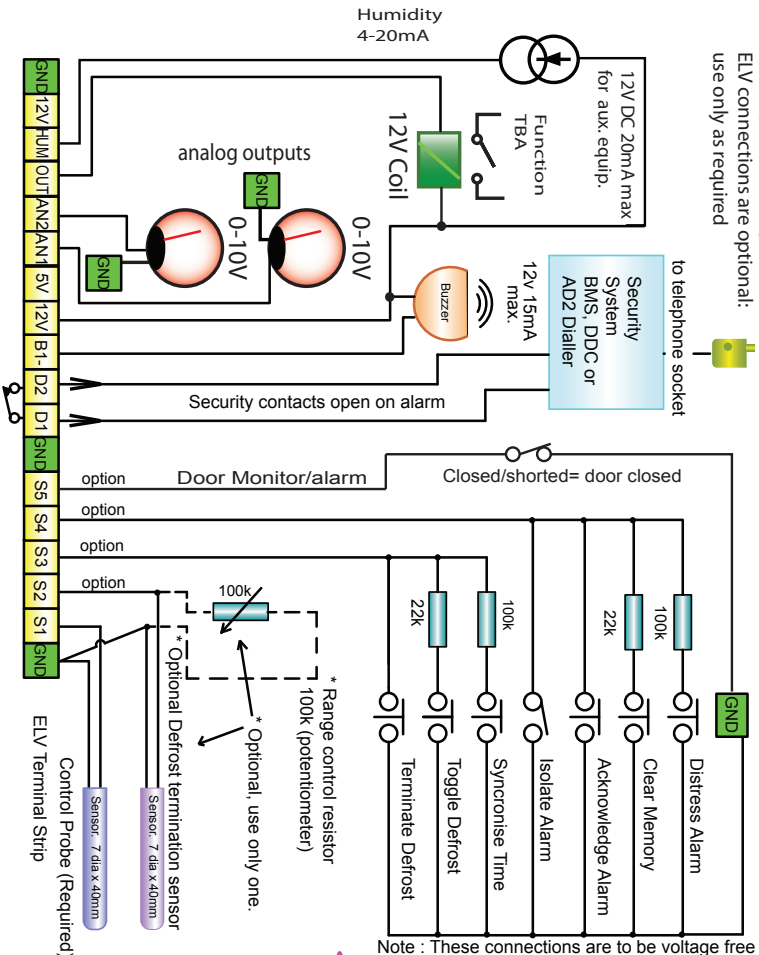 Humidity
4-20mA
ELV connections are optional:
use only as required
12V DC 20mA max
for aux. equip.
Function
TBA
12V Coil
analog outputs
GND
0-10V
GND
0-10V
12v 15mA
max.
Buzzer
to telephone socket
Security
System
BMS, DDC or
AD2 Dialler
GND
12V
HUM
OUT
AN2
AN1
5V
12V
B1-
D2
D1
GND
S5
S4
S3
S2
S1
GND
Security contacts open on alarm
option
Door Monitor/alarm
Closed/shorted= door closed
option
option
option
100k
22k
100k
22k
100k
GND
Distress Alarm
Clear Memory
Acknowledge Alarm
Isolate Alarm
Syncronise Time
Toggle Defrost
Terminate Defrost
* Range control resistor
100k (potentiometer)
* Optional, use only one.
* Optional Defrost termination sensor
Sensor. 7 dia x 40mm
Sensor. 7 dia x 40mm
Control Probe (Required)
ELV Terminal Strip
Note : These connections are to be voltage free